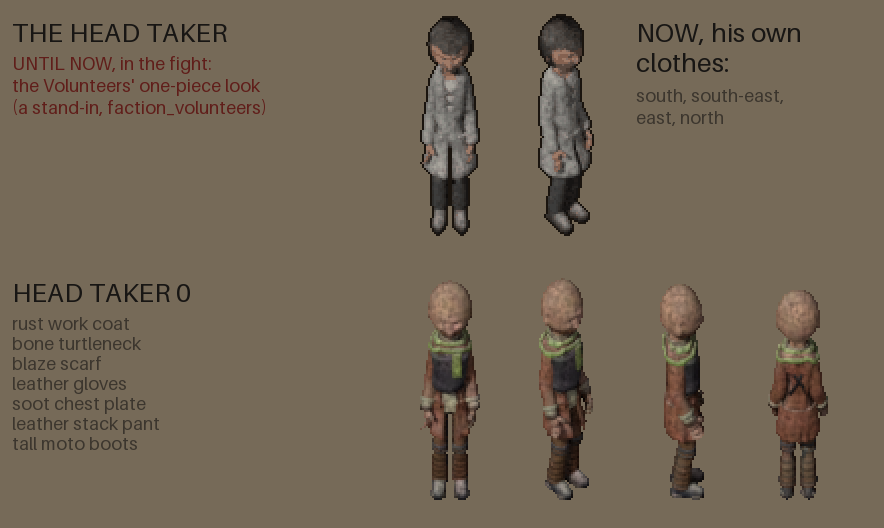 THE HEAD TAKER
UNTIL NOW, in the fight:
the Volunteers' one-piece look
(a stand-in, faction_volunteers)
NOW, his own
clothes:
south, south-east,
east, north
HEAD TAKER 0
rust work coat
bone turtleneck
blaze scarf
leather gloves
soot chest plate
leather stack pant
tall moto boots